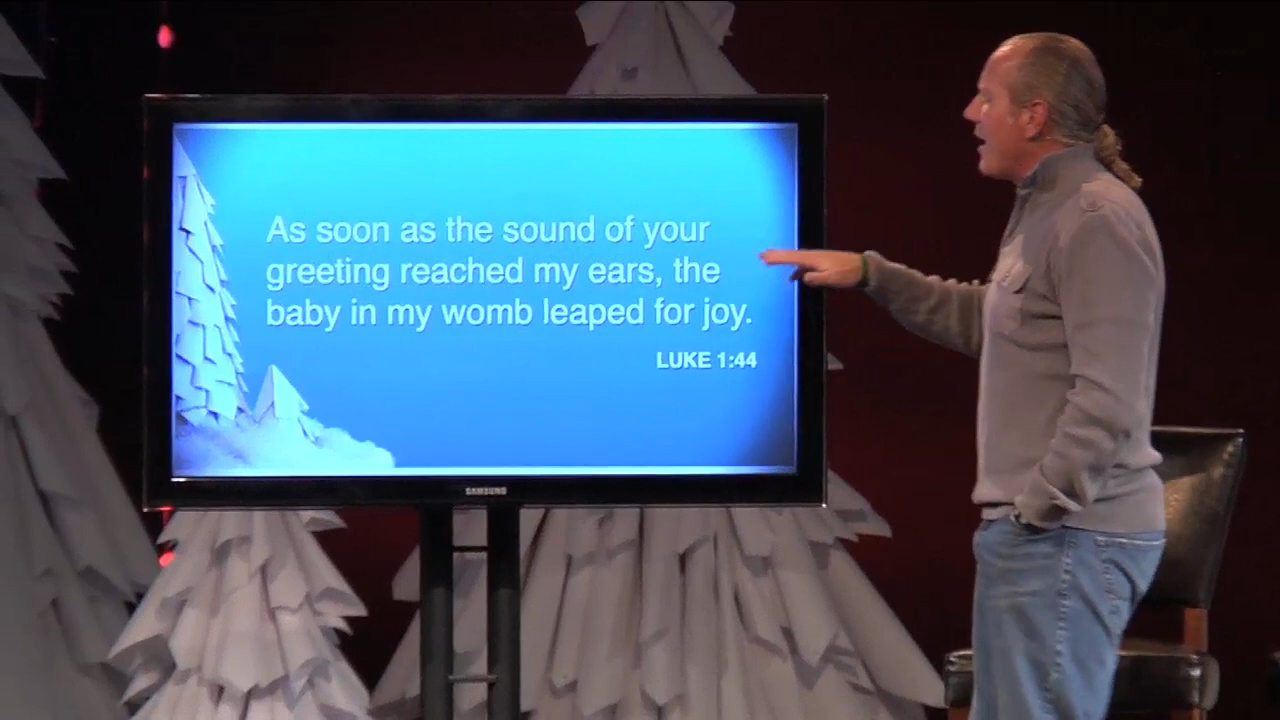 As soon as the sound of your
greeting reached my ears, the
baby in my womb leaped for joy.
LUKE 1:44
SAMSUNG